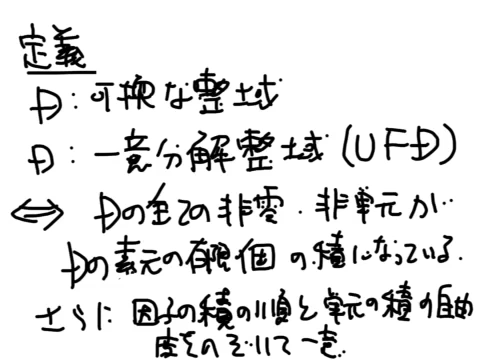 定義
D:可換な整域
D:一意分解整域(UFD)
⇔ Dの全ての非零・非単元が
Dの素元の有限個の積になっている.
さらに因子の積の順と単元の積の自由
度をのぞいて一意.